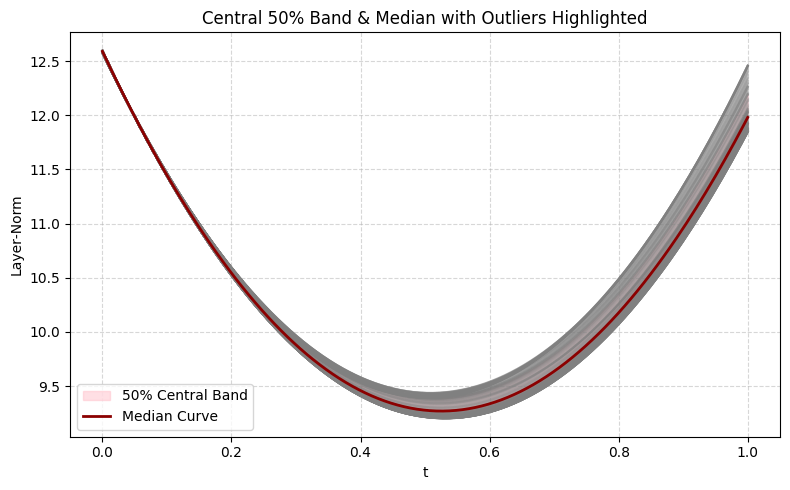 Central 50% Band & Median with Outliers Highlighted
Layer-Norm
12.5
12.0
11.5
11.0
10.5
10.0
9.5
50% Central Band
Median Curve
0.0
0.2
0.4
0.6
0.8
1.0
t